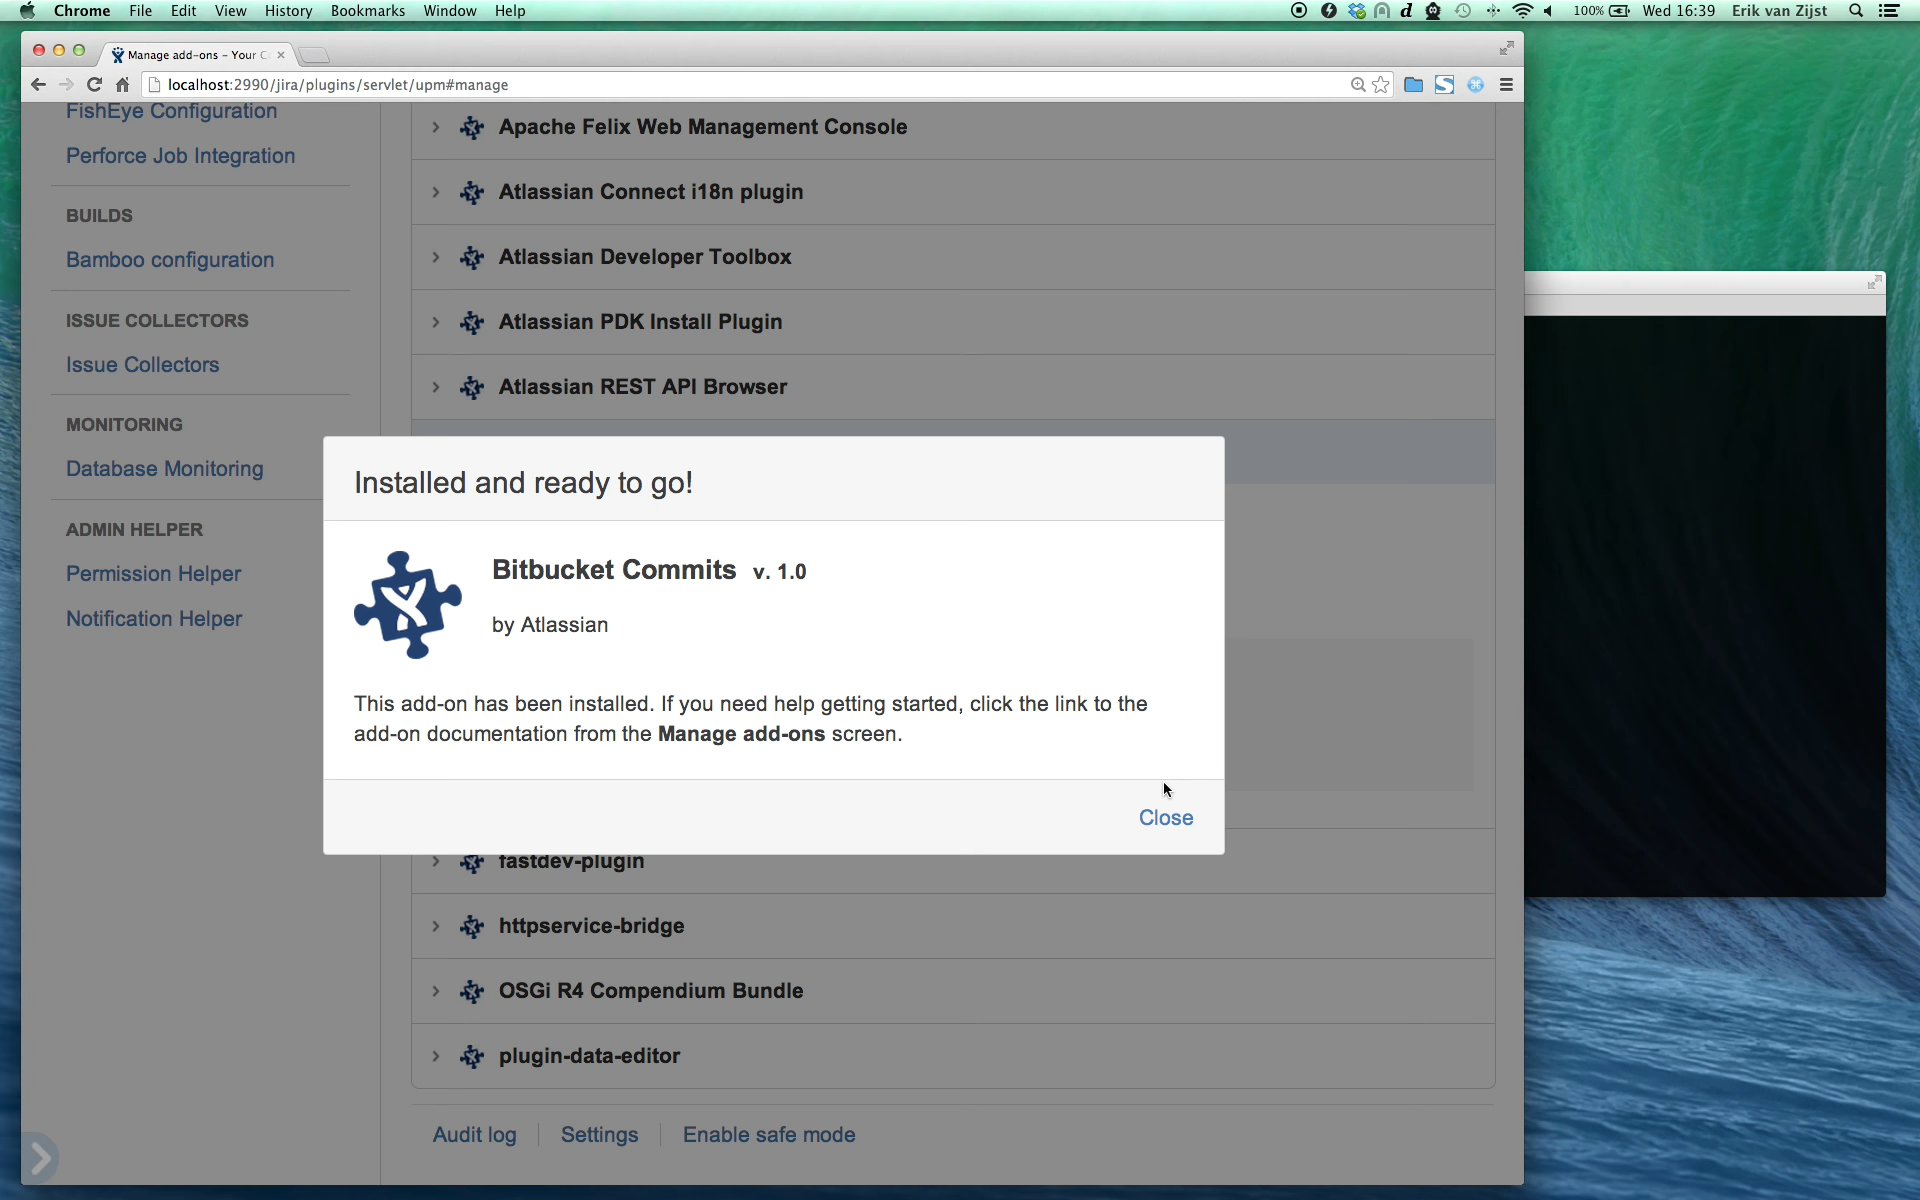 Chrome File Edit View History Bookmarks Window Help
d 100% Wed 16:39 Erik van Zijst
Manage add-ons – Your C
localhost:2990/jira/plugins/servlet/upm#manage
FishEye Configuration
Perforce Job Integration
BUILDS
Bamboo configuration
ISSUE COLLECTORS
Issue Collectors
MONITORING
Database Monitoring
ADMIN HELPER
Permission Helper
Notification Helper
Apache Felix Web Management Console
Atlassian Connect i18n plugin
Atlassian Developer Toolbox
Atlassian PDK Install Plugin
Atlassian REST API Browser
Installed and ready to go!
Bitbucket Commits v. 1.0
by Atlassian
This add-on has been installed. If you need help getting started, click the link to the
add-on documentation from the Manage add-ons screen.
Close
fastdev-plugin
httpservice-bridge
OSGi R4 Compendium Bundle
plugin-data-editor
Audit log Settings Enable safe mode